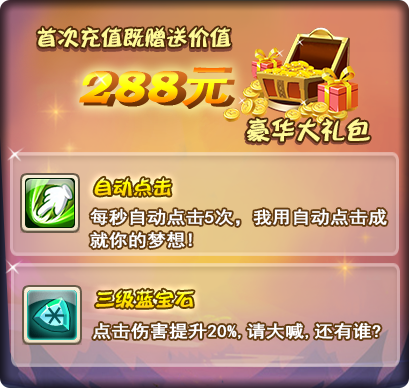 首次充值既赠送价值
288元
豪华大礼包
自动点击
每秒自动点击5次，我用自动点击成
就你的梦想！
三级蓝宝石
点击伤害提升20%,请大喊,还有谁?